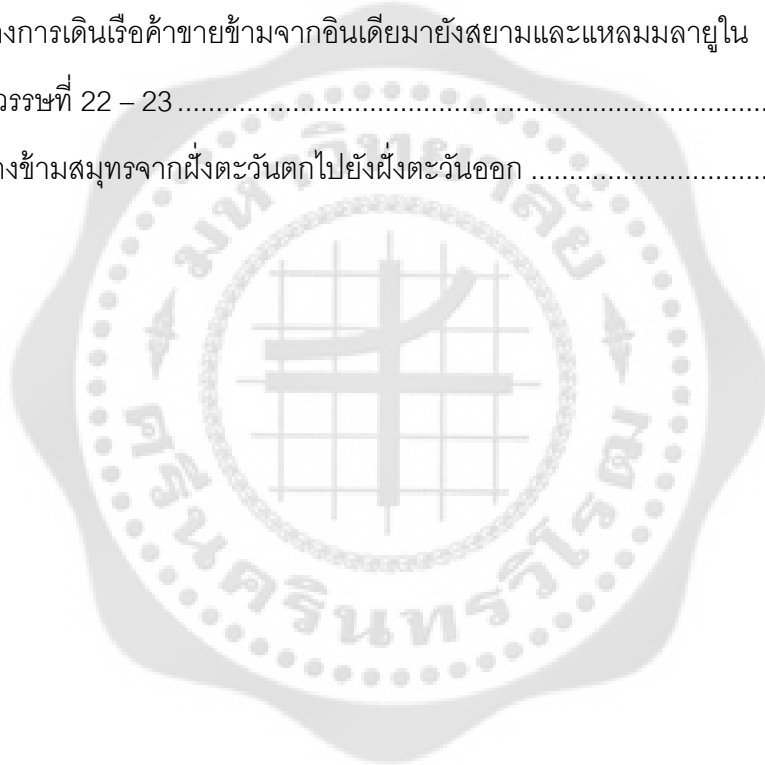 งการเดินเรือค้าขายข้ามจากอินเดียมายังสยามและแหลมมลายูใน
วรรษที่ 22 – 23..............................................................................
งข้ามสมุทรจากฝั่งตะวันตกไปยังฝั่งตะวันออก ..............................
มหาวิทยาลัย
ศรีนครินทรวิโรฒ